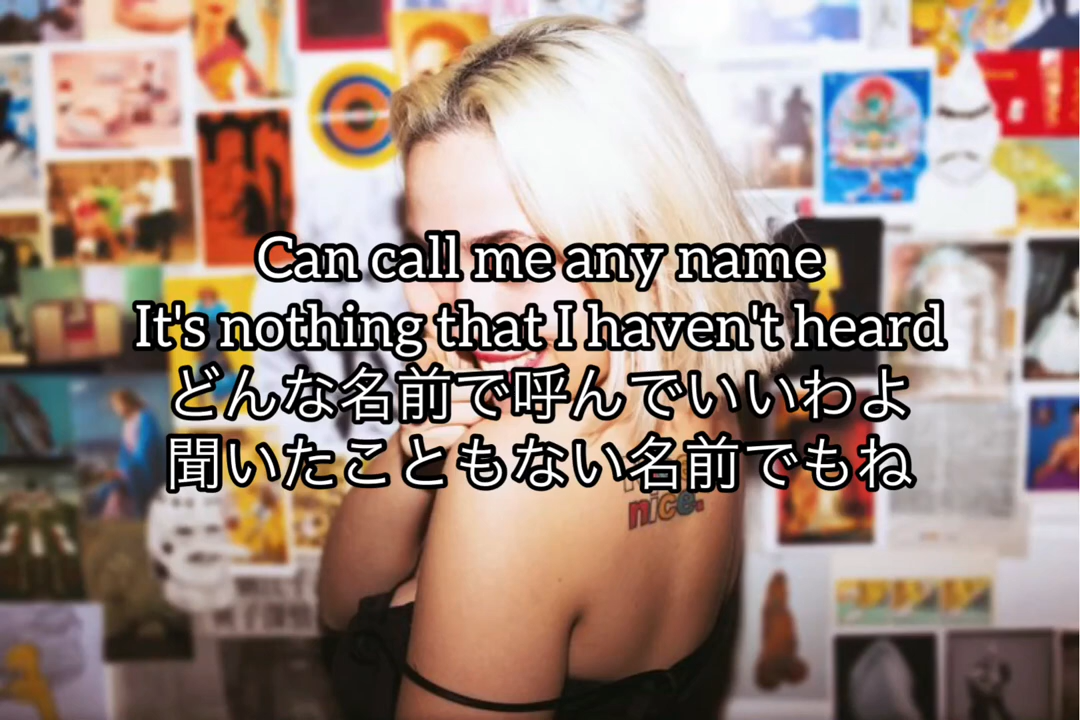 Can call me any name
It's nothing that I haven't heard
どんな名前で呼んでいいわよ
聞いたこともない名前でもね
nice.